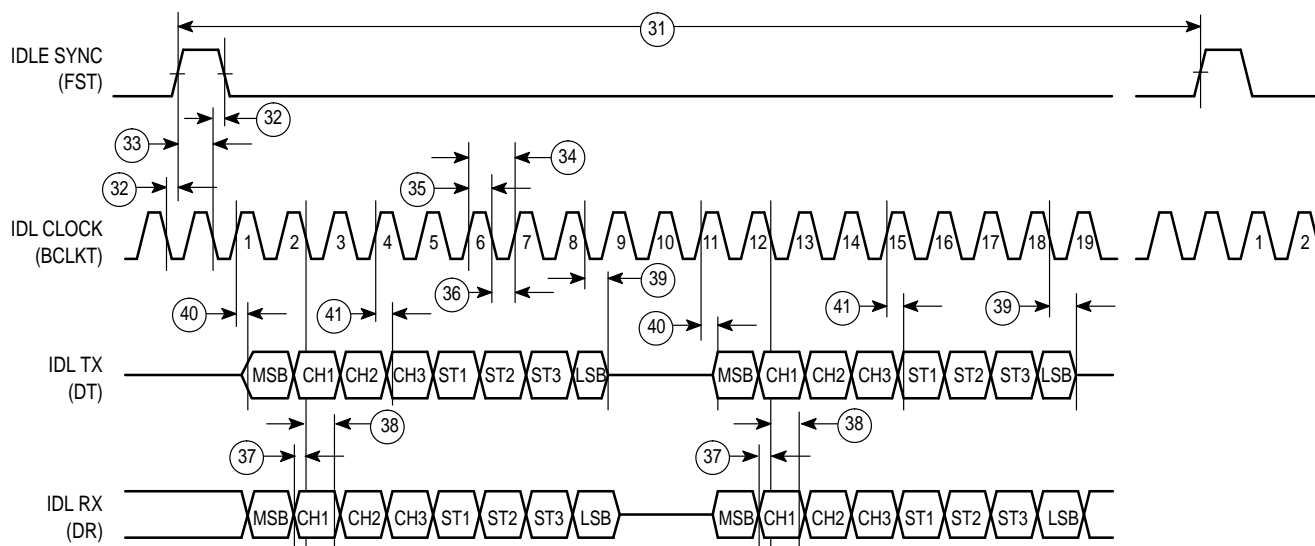 31
IDLE SYNC
(FST)
32
33
34
35
32
IDL CLOCK
(BCLKT)
1 2 3 4 5 6 7 8 9 10 11 12 13 14 15 16 17 18 19 1 2
36
39
40
41
40
41
39
IDL TX
(DT)
MSB CH1 CH2 CH3 ST1 ST2 ST3 LSB MSB CH1 CH2 CH3 ST1 ST2 ST3 LSB
38
38
37
37
IDL RX
(DR)
MSB CH1 CH2 CH3 ST1 ST2 ST3 LSB MSB CH1 CH2 CH3 ST1 ST2 ST3 LSB